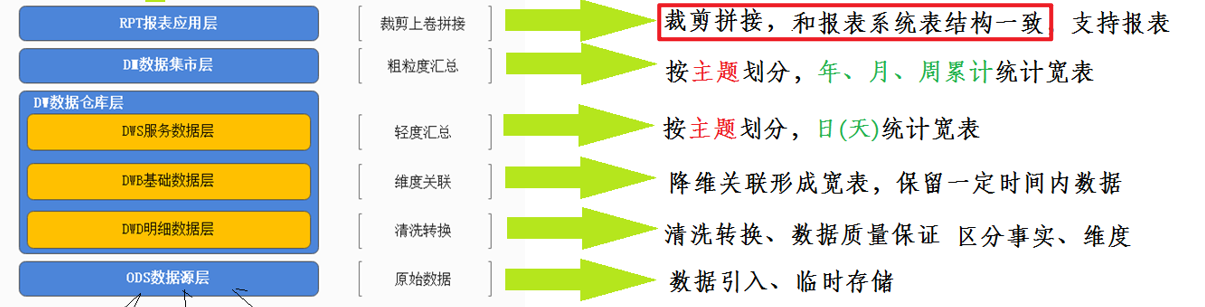 RPT报表应用层 裁剪上卷拼接 裁剪拼接，和报表系统表结构一致，支持报表
DM数据集市层 粗粒度汇总 按主题划分，年、月、周累计统计宽表
DW数据仓库层
DWS服务数据层 轻度汇总 按主题划分，日(天)统计宽表
DWB基础数据层 维度关联 降维关联形成宽表，保留一定时间内数据
DWD明细数据层 清洗转换 清洗转换、数据质量保证 区分事实、维度
ODS数据源层 原始数据 数据引入、临时存储